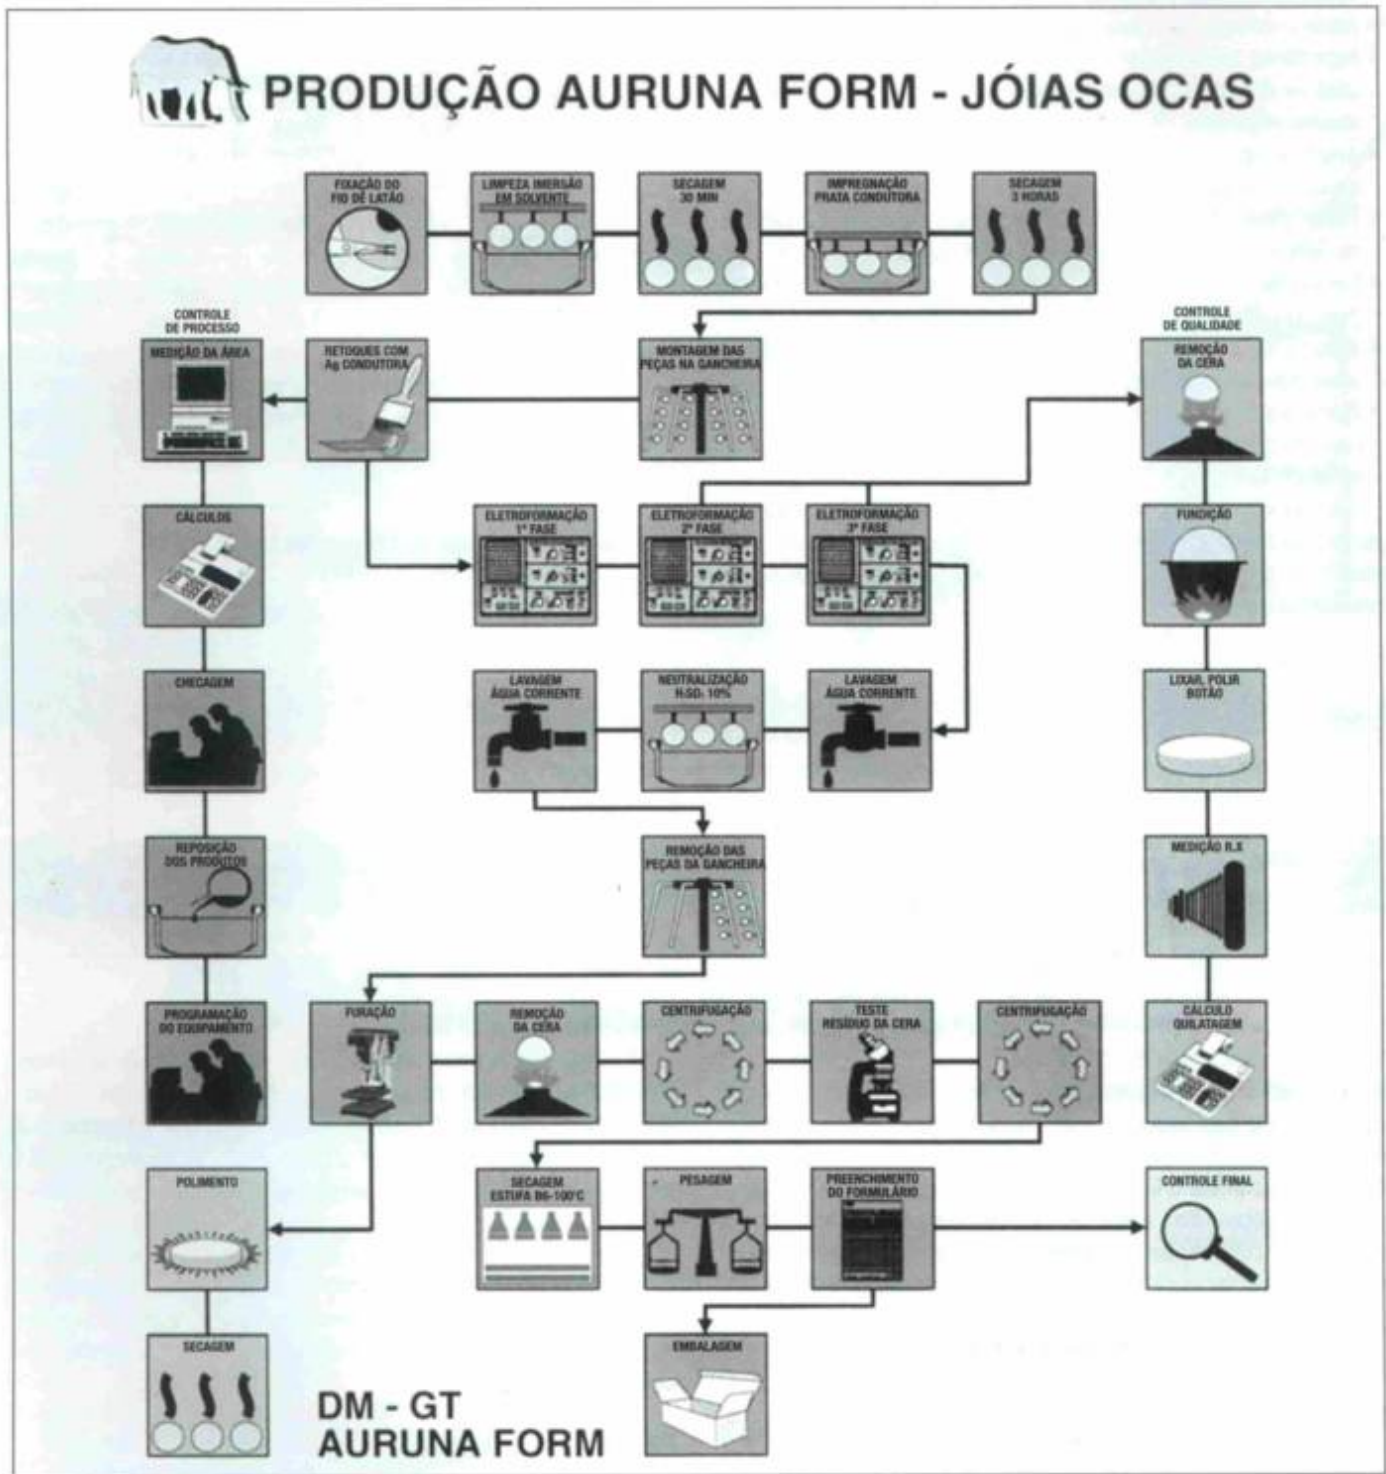 PRODUÇÃO AURUNA FORM - JÓIAS OCAS
FIXAÇÃO DO
FIO DE LATÃO
LIMPEZA IMERSÃO
EM SOLVENTE
SECAGEM
30 MIN
IMPREGNAÇÃO
PRATA CONDUTORA
SECAGEM
3 HORAS
CONTROLE
DE PROCESSO
MEDIÇÃO DA ÁREA
RETOQUES COM
Ag CONDUTORA
MONTAGEM DAS
PEÇAS NA GANCHEIRA
CONTROLE
DE QUALIDADE
REMOÇÃO
DA CERA
CÁLCULOS
ELETROFORMAÇÃO
1ª FASE
ELETROFORMAÇÃO
2ª FASE
ELETROFORMAÇÃO
3ª FASE
FUNDIÇÃO
CHECAGEM
LAVAGEM
ÁGUA CORRENTE
NEUTRALIZAÇÃO
H₂SO₄ 10%
LAVAGEM
ÁGUA CORRENTE
LIXAR, POLIR
BOTÃO
REPOSIÇÃO
DOS PRODUTOS
REMOÇÃO DAS
PEÇAS DA GANCHEIRA
MEDIÇÃO R.X
PROGRAMAÇÃO
DO EQUIPAMENTO
FURAÇÃO
REMOÇÃO
DA CERA
CENTRIFUGAÇÃO
TESTE
RESÍDUO DA CERA
CENTRIFUGAÇÃO
CÁLCULO
QUILATAGEM
POLIMENTO
SECAGEM
ESTUFA 86-100°C
PESAGEM
PREENCHIMENTO
DO FORMULÁRIO
CONTROLE FINAL
SECAGEM
EMBALAGEM
DM - GT
AURUNA FORM